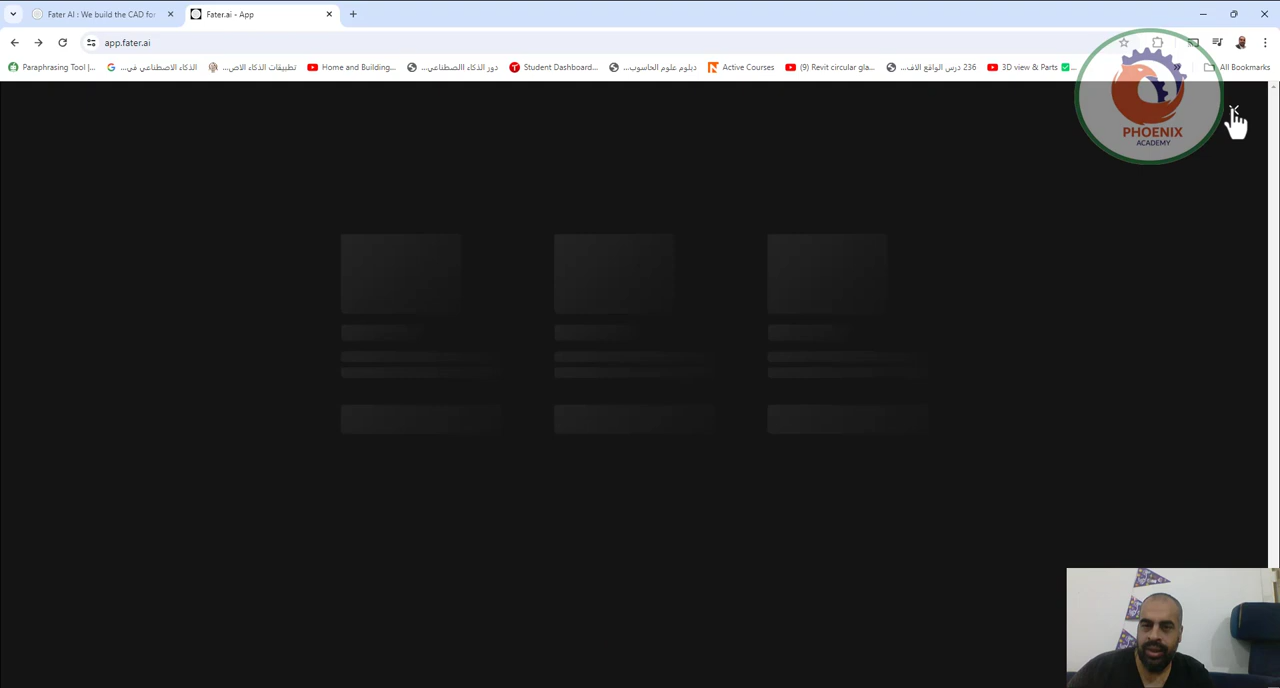 Fater AI : We build the CAD for
Fater.ai - App
app.fater.ai
Paraphrasing Tool |...
الذكاء الاصطناعي في...
تطبيقات الذكاء الاص...
Home and Building...
دور الذكاء الاصطناعي...
Student Dashboard...
دبلوم علوم الحاسوب...
Active Courses
(9) Revit circular gla...
236 درس الواقع الاف...
3D view & Parts
All Bookmarks
PHOENIX
ACADEMY